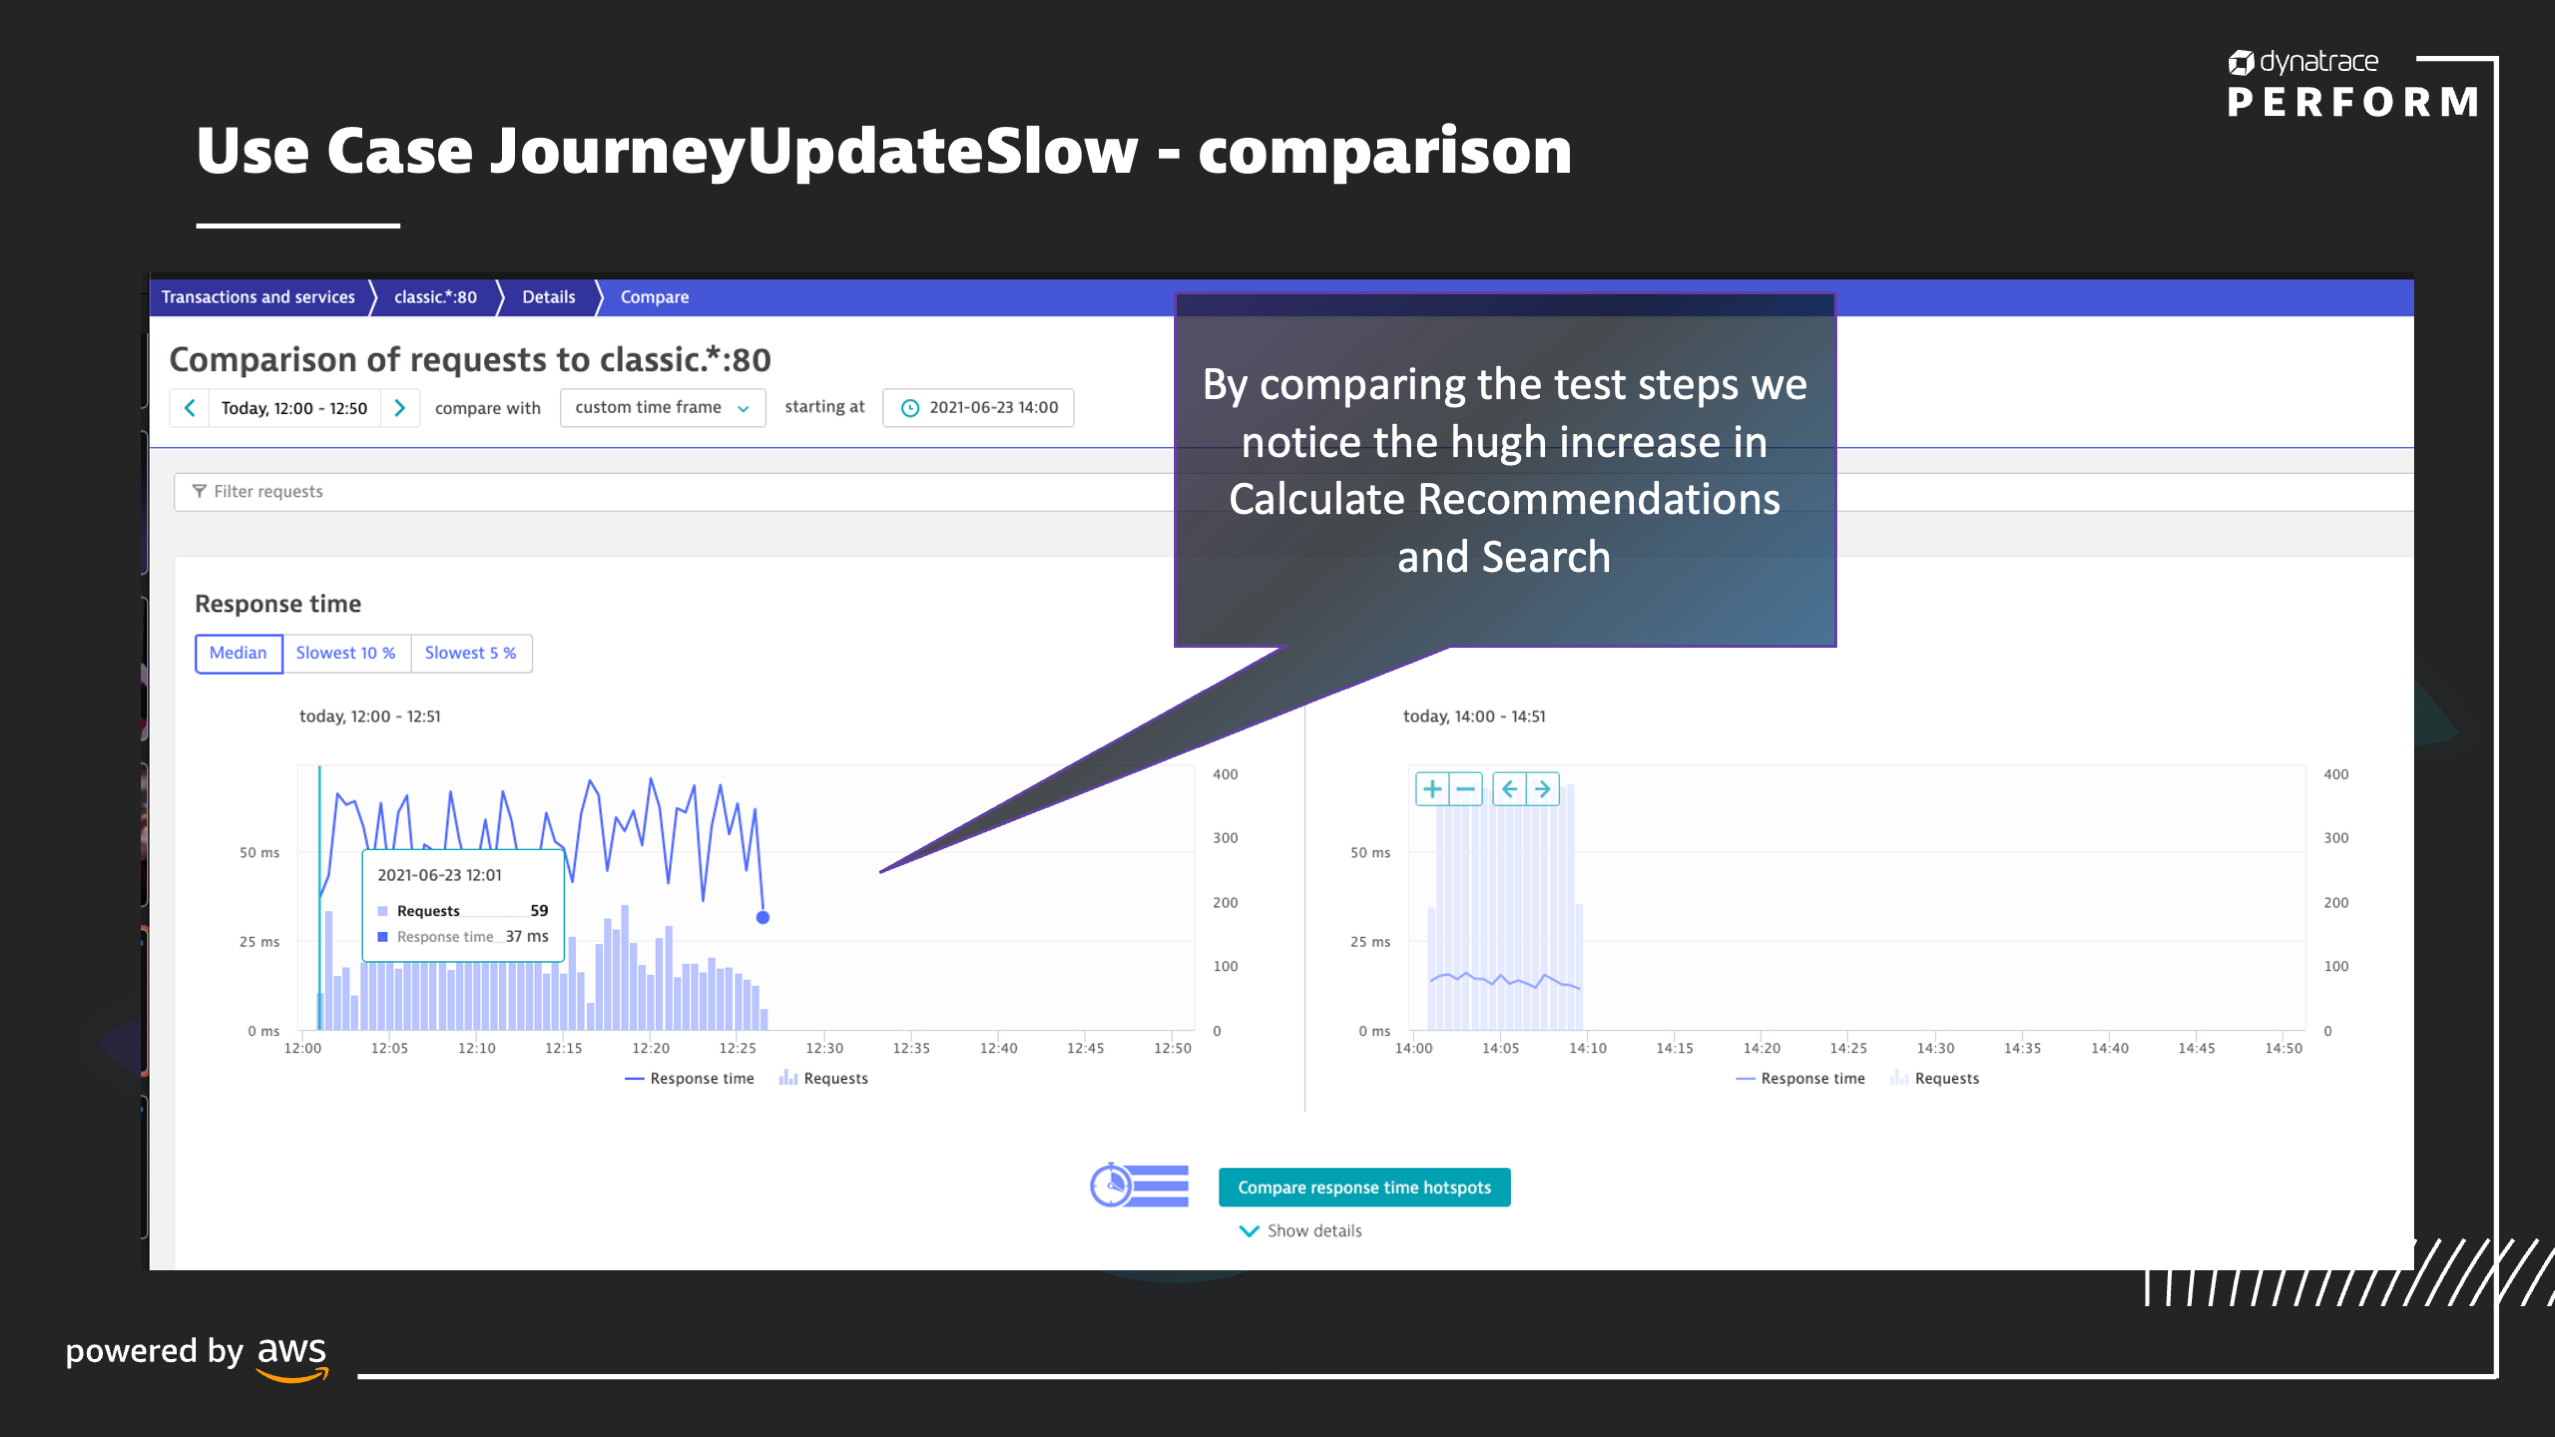 dynatrace
PERFORM
Use Case JourneyUpdateSlow - comparison
Transactions and services
classic.*:80
Details
Compare
Comparison of requests to classic.*:80
Today, 12:00 - 12:50
compare with
custom time frame
starting at
2021-06-23 14:00
By comparing the test steps we
notice the hugh increase in
Calculate Recommendations
and Search
Filter requests
Response time
Median
Slowest 10 %
Slowest 5 %
today, 12:00 - 12:51
400
300
200
100
0
50 ms
25 ms
0 ms
2021-06-23 12:01
Requests 59
Response time 37 ms
12:00 12:05 12:10 12:15 12:20 12:25 12:30 12:35 12:40 12:45 12:50
Response time Requests
today, 14:00 - 14:51
400
300
200
100
0
50 ms
25 ms
0 ms
14:00 14:05 14:10 14:15 14:20 14:25 14:30 14:35 14:40 14:45 14:50
Response time Requests
Compare response time hotspots
Show details
powered by aws